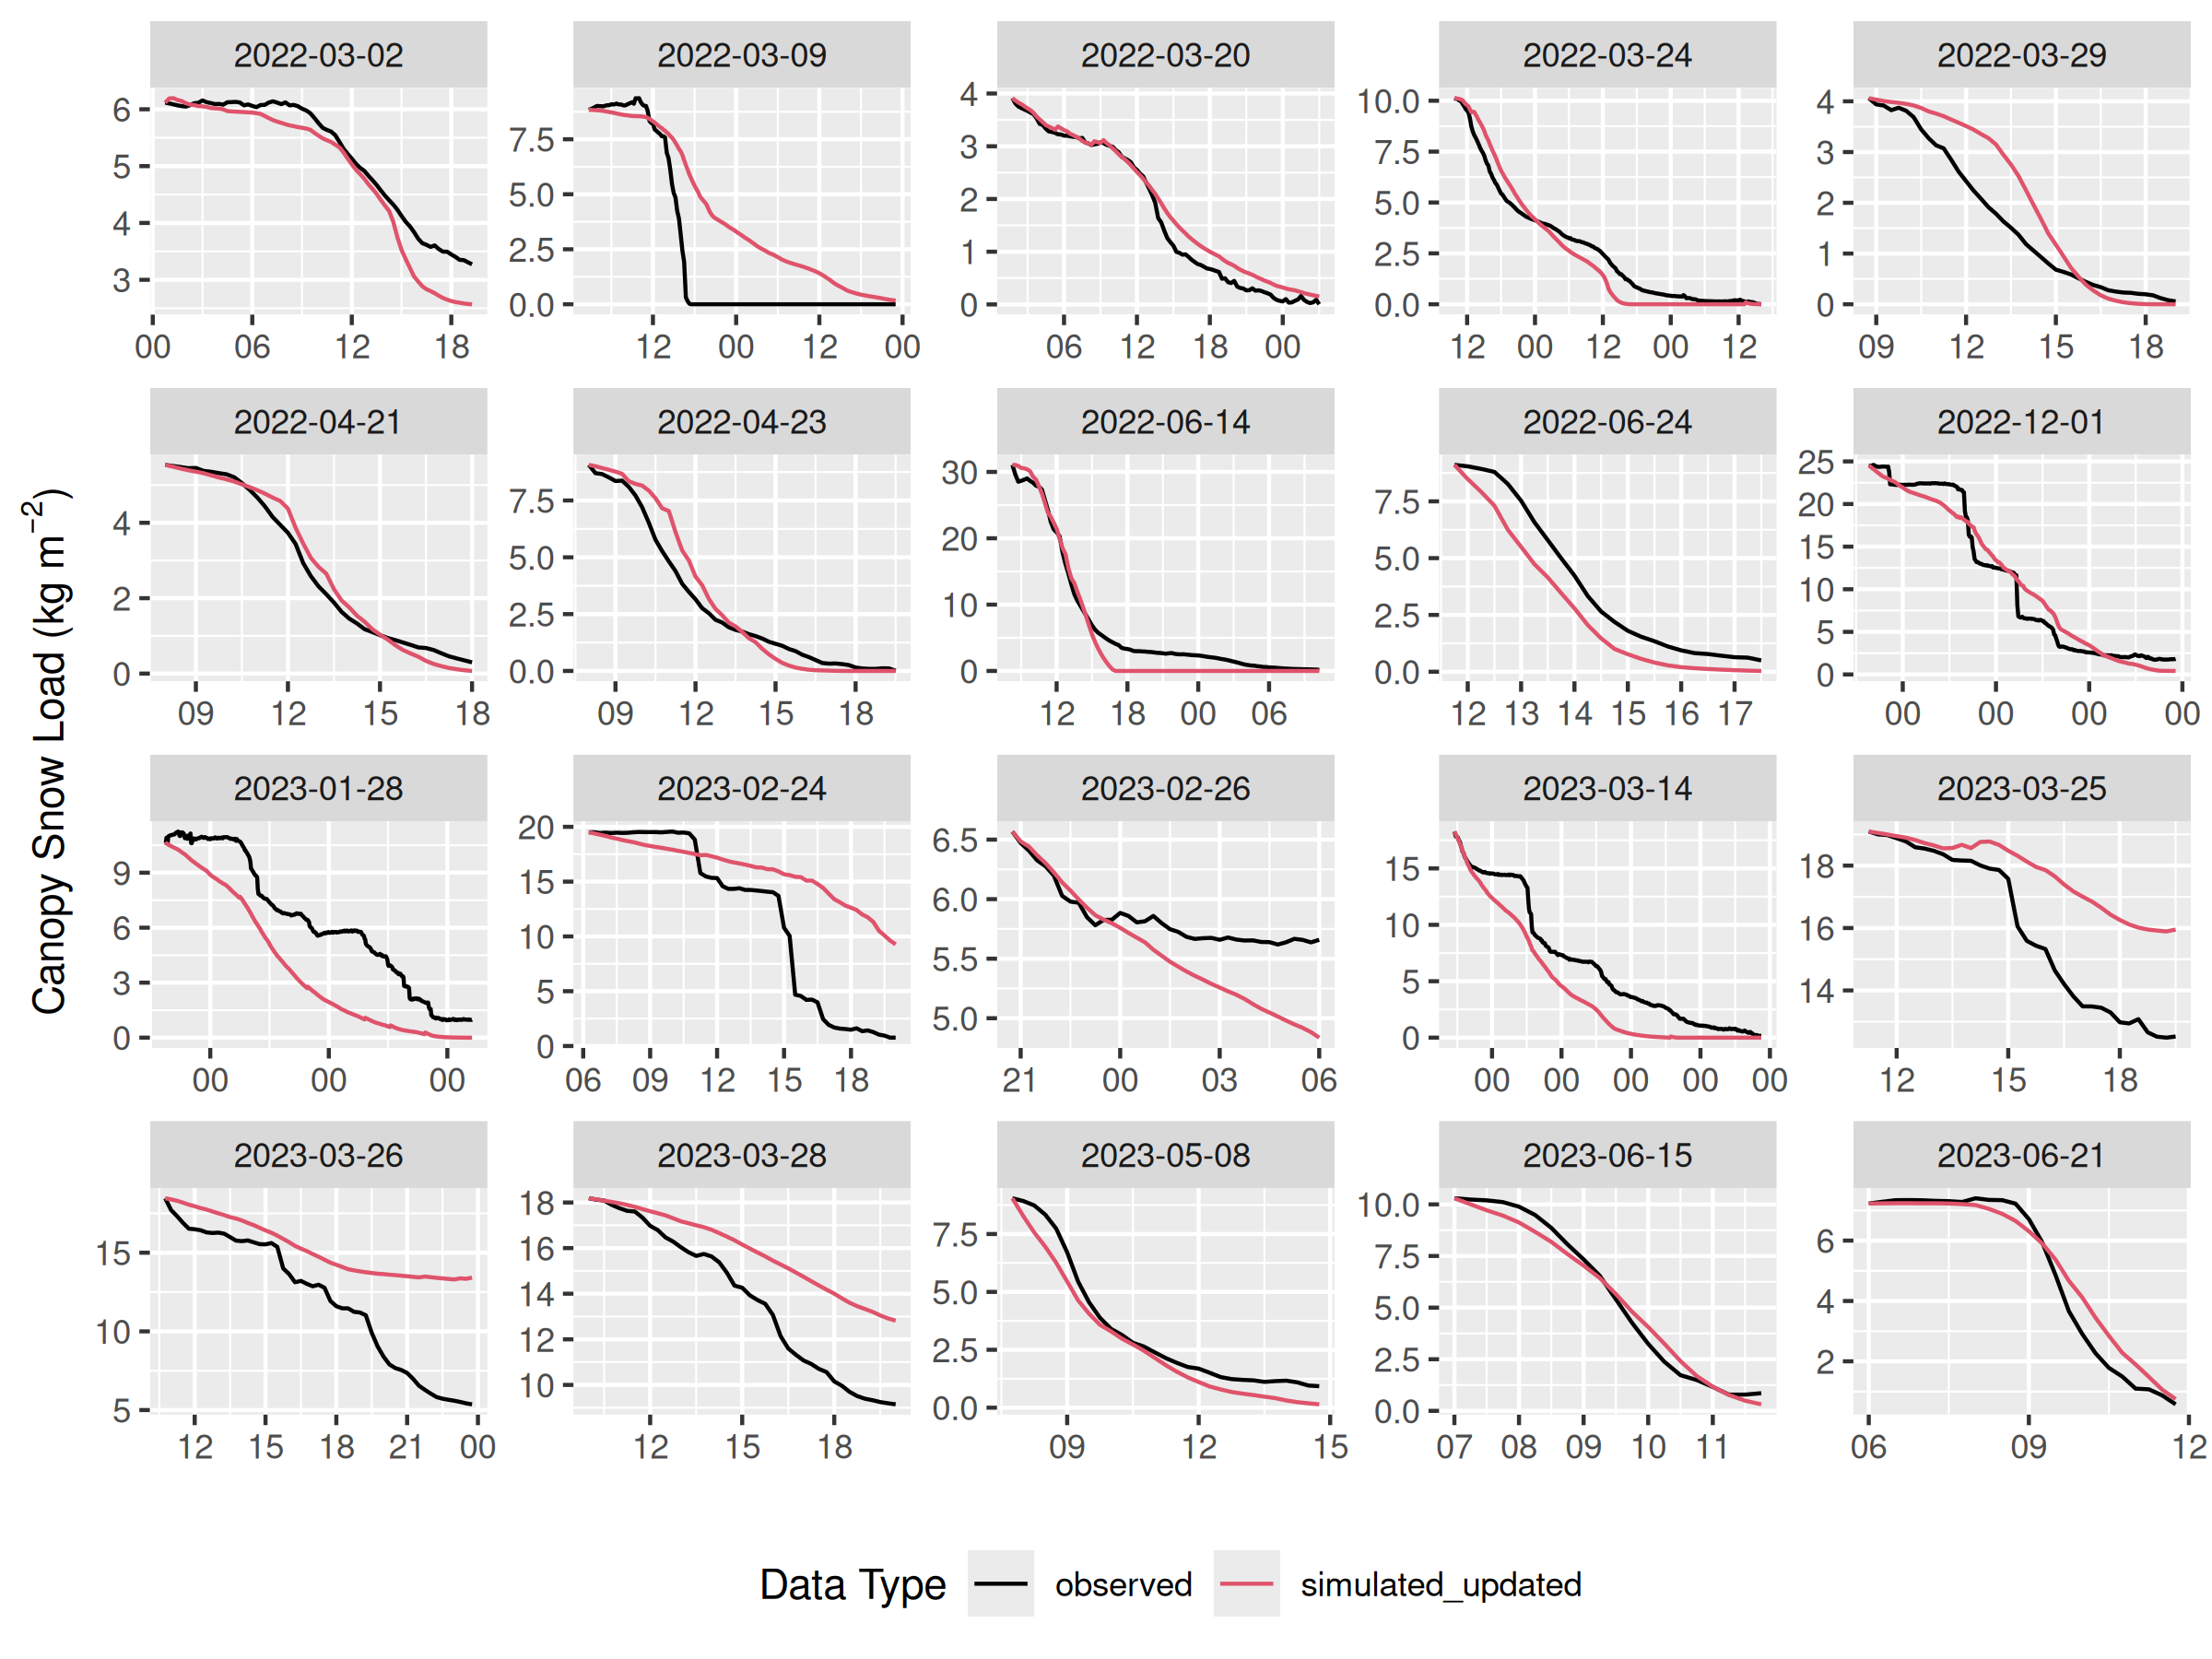 2022-03-02 2022-03-09 2022-03-20 2022-03-24 2022-03-29
6 5 4 3
7.5 5.0 2.5 0.0
4 3 2 1 0
10.0 7.5 5.0 2.5 0.0
4 3 2 1 0
00 06 12 18 12 00 12 00 06 12 18 00 12 00 12 00 12 09 12 15 18
2022-04-21 2022-04-23 2022-06-14 2022-06-24 2022-12-01
4 2 0
7.5 5.0 2.5 0.0
30 20 10 0
7.5 5.0 2.5 0.0
25 20 15 10 5 0
09 12 15 18 09 12 15 18 12 18 00 06 12 13 14 15 16 17 00 00 00 00
Canopy Snow Load (kg m−2)
2023-01-28 2023-02-24 2023-02-26 2023-03-14 2023-03-25
9 6 3 0
20 15 10 5 0
6.5 6.0 5.5 5.0
15 10 5 0
18 16 14
00 00 00 06 09 12 15 18 21 00 03 06 00 00 00 00 00 12 15 18
2023-03-26 2023-03-28 2023-05-08 2023-06-15 2023-06-21
15 10 5
18 16 14 12 10
7.5 5.0 2.5 0.0
10.0 7.5 5.0 2.5 0.0
6 4 2
12 15 18 21 00 12 15 18 09 12 15 07 08 09 10 11 06 09 12
Data Type observed simulated_updated